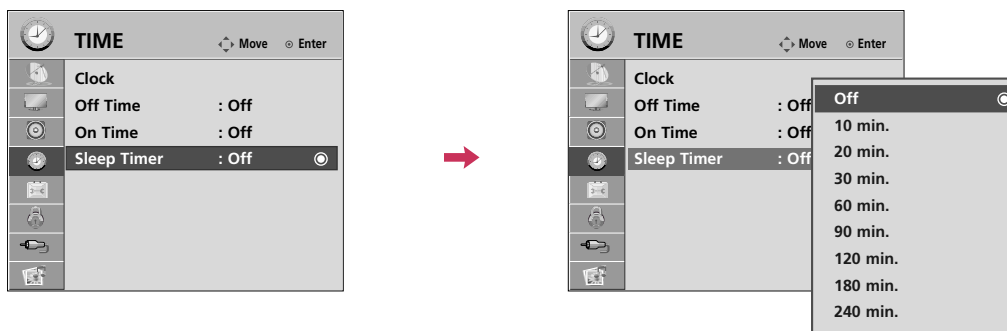 TIME Move Enter
Clock
Off Time : Off
On Time : Off
Sleep Timer : Off
TIME Move Enter
Clock
Off Time : Off
On Time : Off
Sleep Timer : Off
Off
10 min.
20 min.
30 min.
60 min.
90 min.
120 min.
180 min.
240 min.